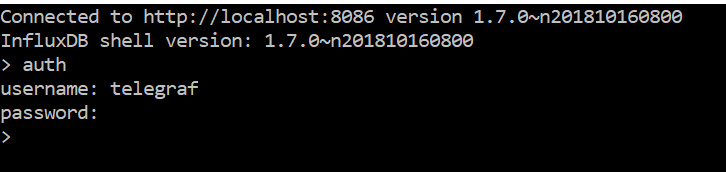 Connected to http://localhost:8086 version 1.7.0~n201810160800
InfluxDB shell version: 1.7.0~n201810160800
> auth
username: telegraf
password:
>